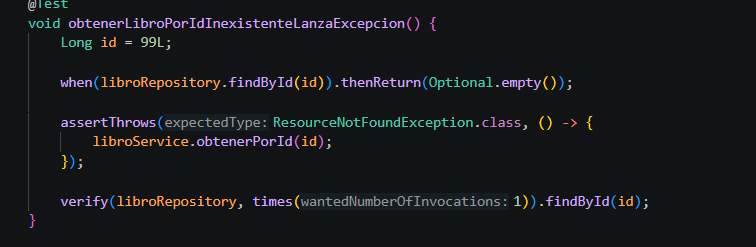 @Test
void obtenerLibroPorIdInexistenteLanzaExcepcion() {
Long id = 99L;
when(libroRepository.findById(id)).thenReturn(Optional.empty());
assertThrows(expectedType: ResourceNotFoundException.class, () -> {
libroService.obtenerPorId(id);
});
verify(libroRepository, times(wantedNumberOfInvocations: 1)).findById(id);
}